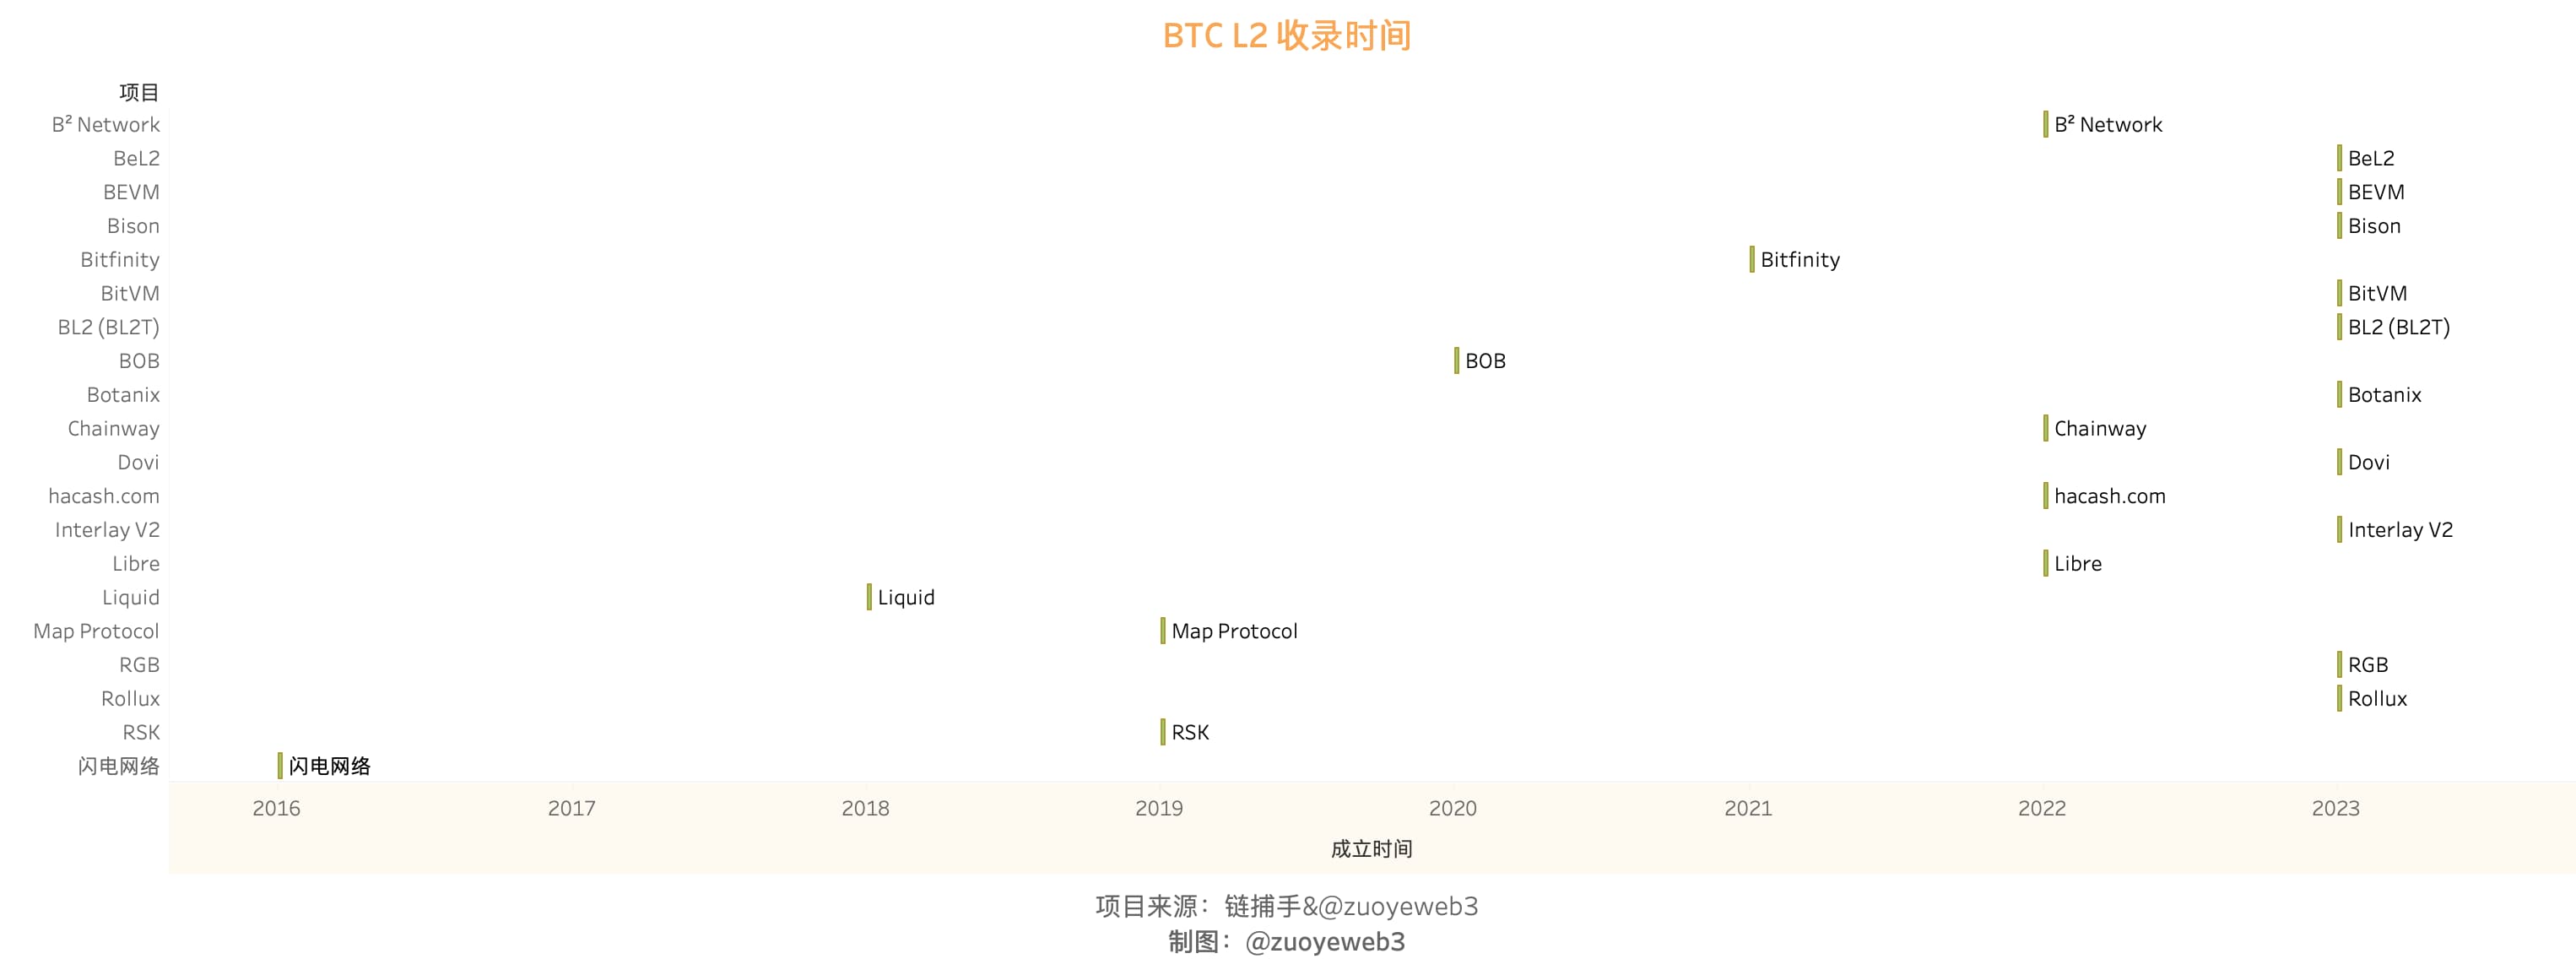 BTC L2 收录时间
项目
B² Network B² Network
BeL2 BeL2
BEVM BEVM
Bison Bison
Bitfinity Bitfinity
BitVM BitVM
BL2 (BL2T) BL2 (BL2T)
BOB BOB
Botanix Botanix
Chainway Chainway
Dovi Dovi
hacash.com hacash.com
Interlay V2 Interlay V2
Libre Libre
Liquid Liquid
Map Protocol Map Protocol
RGB RGB
Rollux Rollux
RSK RSK
闪电网络 闪电网络
2016 2017 2018 2019 2020 2021 2022 2023
成立时间
项目来源：链捕手&@zuoyeweb3
制图：@zuoyeweb3